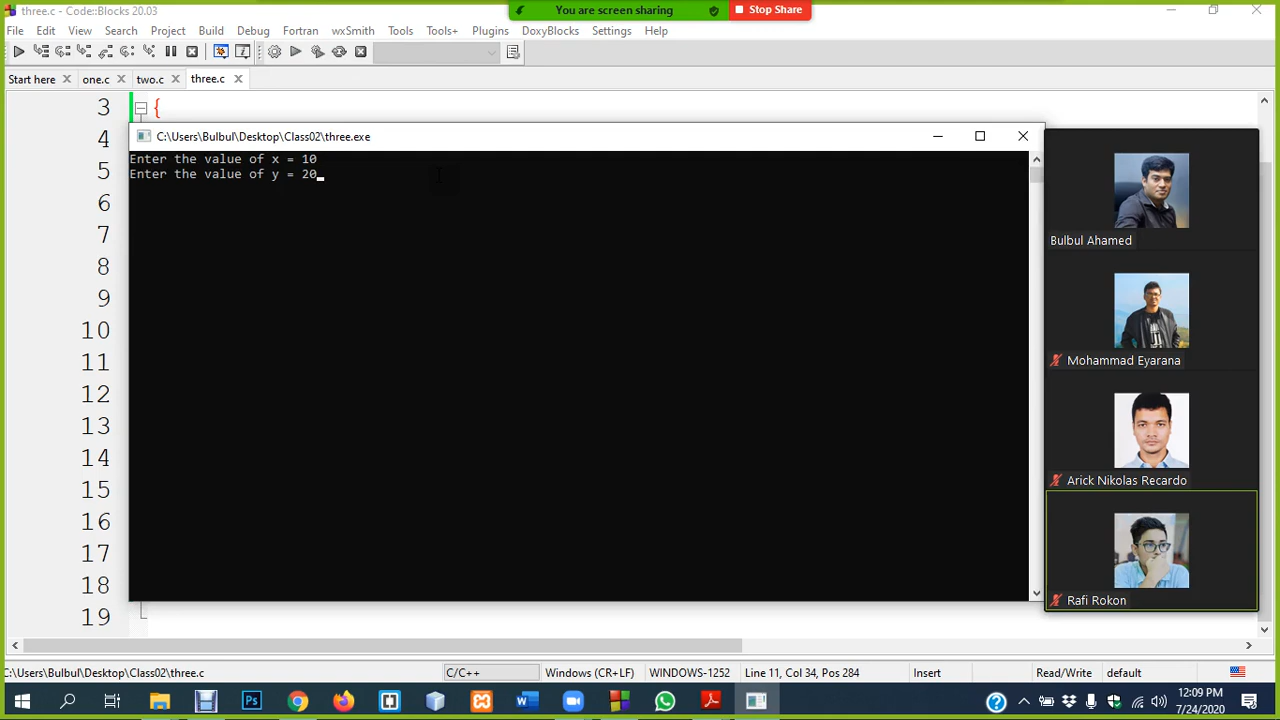 three.c - Code::Blocks 20.03
You are screen sharing
Stop Share
File Edit View Search Project Build Debug Fortran wxSmith Tools Tools+ Plugins DoxyBlocks Settings Help
Start here one.c two.c three.c
3 {
4
5
6
7
8
9
10
11
12
13
14
15
16
17
18
19
C:\Users\Bulbul\Desktop\Class02\three.exe
Enter the value of x = 10
Enter the value of y = 20
Bulbul Ahamed
Mohammad Eyarana
Arick Nikolas Recardo
Rafi Rokon
C:\Users\Bulbul\Desktop\Class02\three.c C/C++ Windows (CR+LF) WINDOWS-1252 Line 11, Col 34, Pos 284 Insert Read/Write default
12:09 PM
7/24/2020